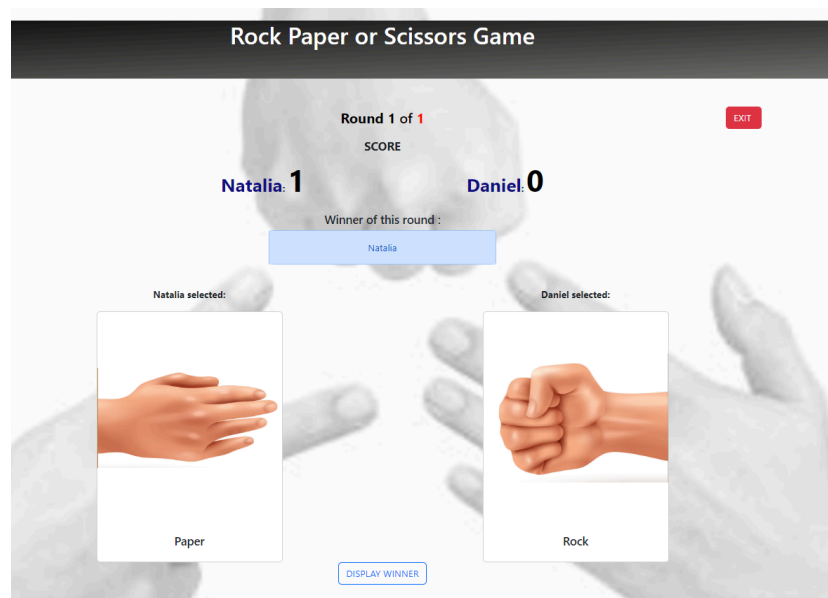 Rock Paper or Scissors Game
Round 1 of 1
EXIT
SCORE
Natalia: 1
Daniel: 0
Winner of this round :
Natalia
Natalia selected:
Daniel selected:
Paper
Rock
DISPLAY WINNER